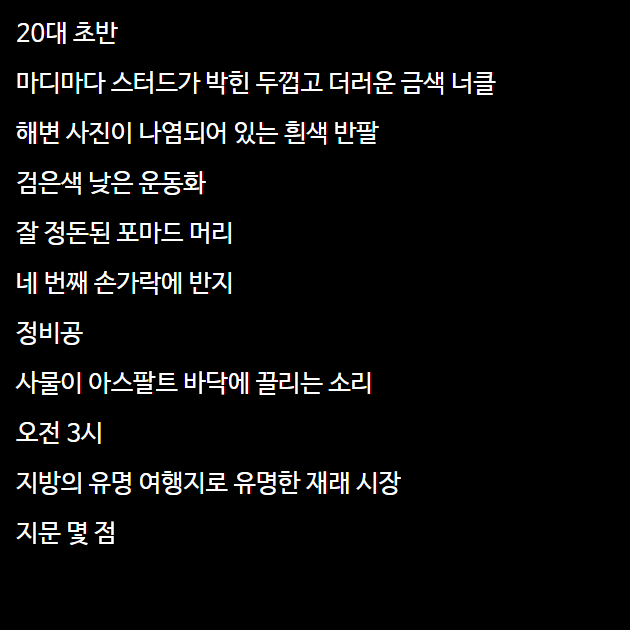 20대 초반
마디마다 스터드가 박힌 두껍고 더러운 금색 너클
해변 사진이 나염되어 있는 흰색 반팔
검은색 낮은 운동화
잘 정돈된 포마드 머리
네 번째 손가락에 반지
정비공
사물이 아스팔트 바닥에 끌리는 소리
오전 3시
지방의 유명 여행지로 유명한 재래 시장
지문 몇 점